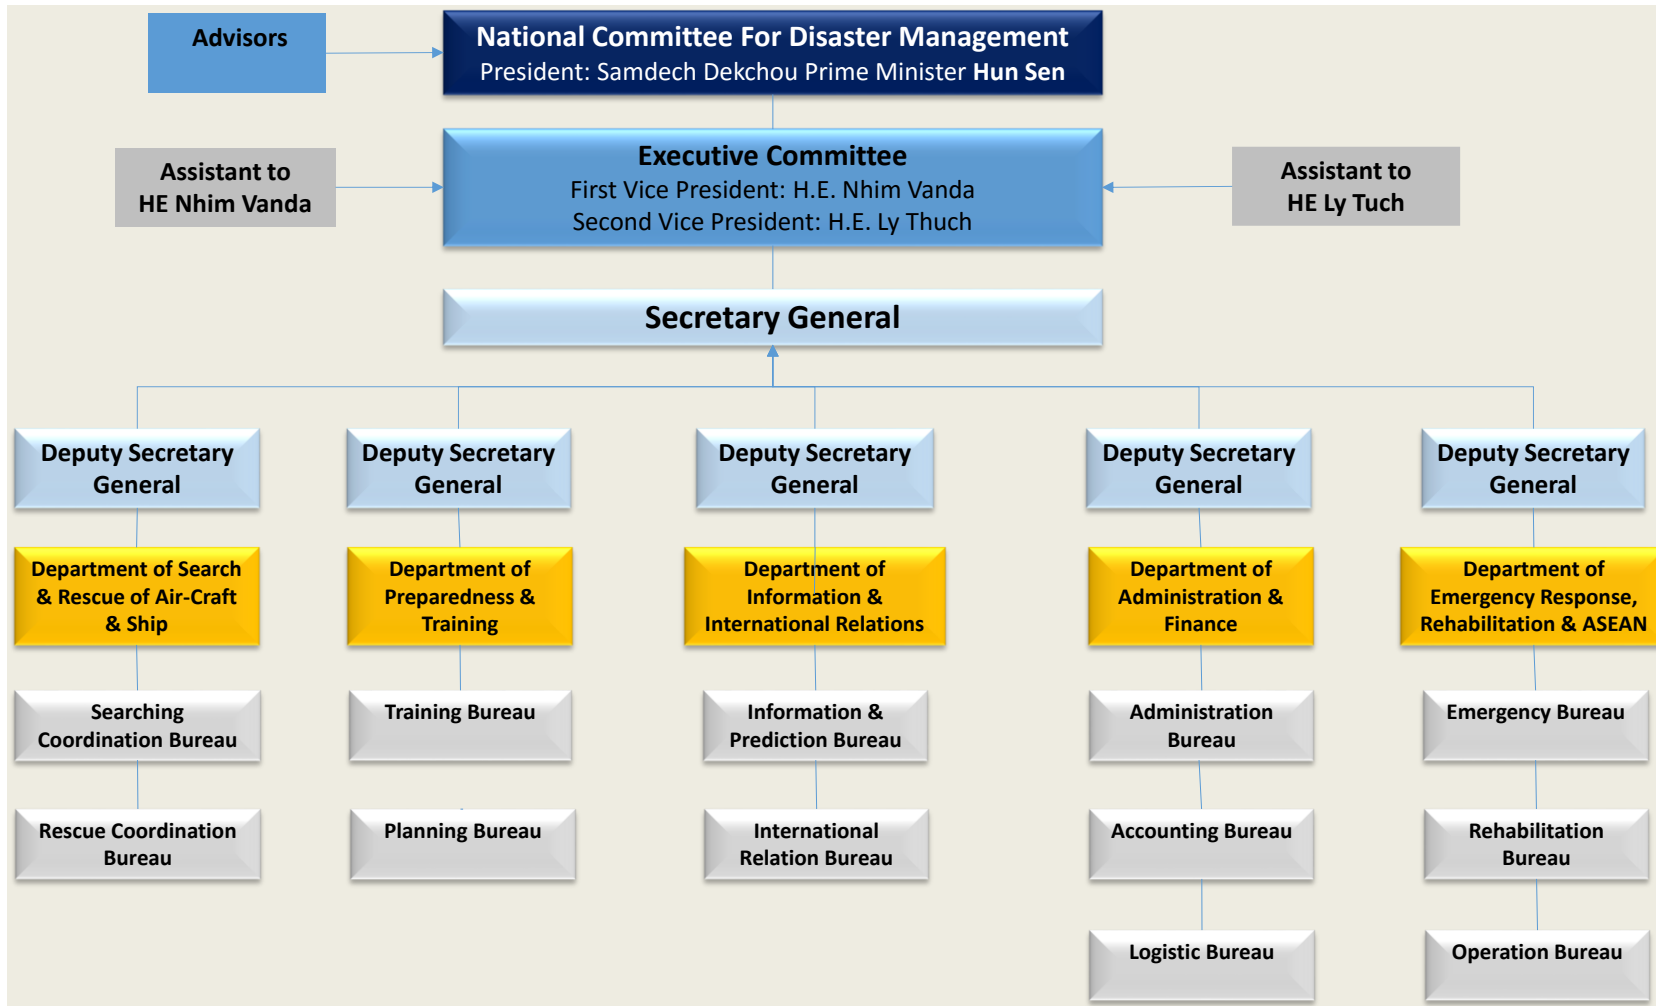 Advisors
National Committee For Disaster Management
President: Samdech Dekchou Prime Minister Hun Sen
Assistant to
HE Nhim Vanda
Executive Committee
First Vice President: H.E. Nhim Vanda
Second Vice President: H.E. Ly Thuch
Assistant to
HE Ly Tuch
Secretary General
Deputy Secretary
General
Deputy Secretary
General
Deputy Secretary
General
Deputy Secretary
General
Deputy Secretary
General
Department of Search
& Rescue of Air-Craft
& Ship
Department of
Preparedness &
Training
Department of
Information &
International Relations
Department of
Administration &
Finance
Department of
Emergency Response,
Rehabilitation & ASEAN
Searching
Coordination Bureau
Training Bureau
Information &
Prediction Bureau
Administration
Bureau
Emergency Bureau
Rescue Coordination
Bureau
Planning Bureau
International
Relation Bureau
Accounting Bureau
Rehabilitation
Bureau
Logistic Bureau
Operation Bureau